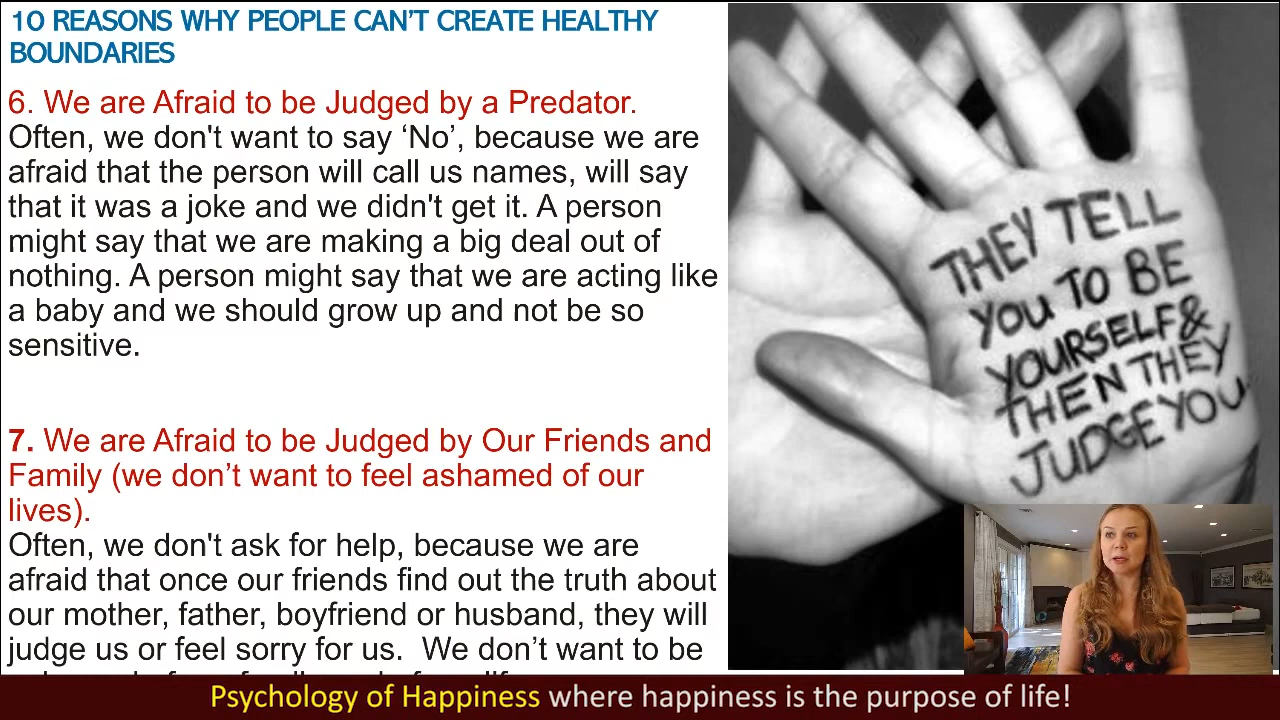 10 REASONS WHY PEOPLE CAN’T CREATE HEALTHY
BOUNDARIES
6. We are Afraid to be Judged by a Predator.
Often, we don't want to say ‘No’, because we are
afraid that the person will call us names, will say
that it was a joke and we didn't get it. A person
might say that we are making a big deal out of
nothing. A person might say that we are acting like
a baby and we should grow up and not be so
sensitive.
7. We are Afraid to be Judged by Our Friends and
Family (we don’t want to feel ashamed of our
lives).
Often, we don't ask for help, because we are
afraid that once our friends find out the truth about
our mother, father, boyfriend or husband, they will
judge us or feel sorry for us.  We don’t want to be
THEY TELL
YOU TO BE
YOURSELF &
THEN THEY
JUDGE YOU
Psychology of Happiness where happiness is the purpose of life!